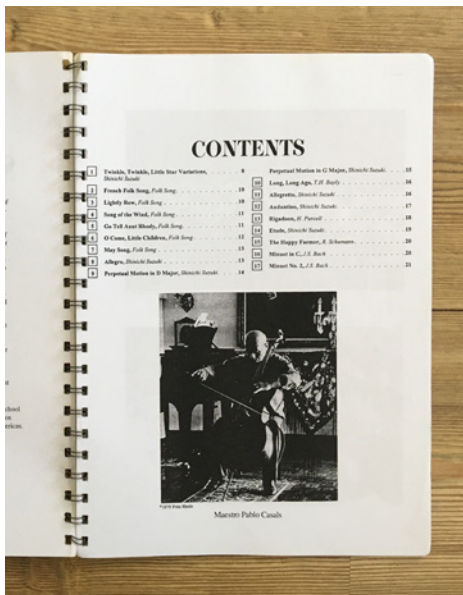 CONTENTS
1 Twinkle, Twinkle, Little Star Variations,
Shinichi Suzuki . . . . . . . . . . 8
2 French Folk Song, Folk Song . . . . . . . . . . 10
3 Lightly Row, Folk Song . . . . . . . . . . 10
4 Song of the Wind, Folk Song . . . . . . . . . . 11
5 Go Tell Aunt Rhody, Folk Song . . . . . . . . . . 11
6 O Come, Little Children, Folk Song . . . . . . . . . . 12
7 May Song, Folk Song . . . . . . . . . . 13
8 Allegro, Shinichi Suzuki . . . . . . . . . . 13
9 Perpetual Motion in D Major, Shinichi Suzuki . . . . 14
Perpetual Motion in G Major, Shinichi Suzuki . . . . 15
10 Long, Long Ago, T.H. Bayly . . . . . . . . . . 16
11 Allegretto, Shinichi Suzuki . . . . . . . . . . 16
12 Andantino, Shinichi Suzuki . . . . . . . . . . 17
13 Rigadoon, H. Purcell . . . . . . . . . . 18
14 Etude, Shinichi Suzuki . . . . . . . . . . 19
15 The Happy Farmer, R. Schumann . . . . . . . . . . 20
16 Minuet in C, J.S. Bach . . . . . . . . . . 20
17 Minuet No. 2, J.S. Bach . . . . . . . . . . 21
Maestro Pablo Casals